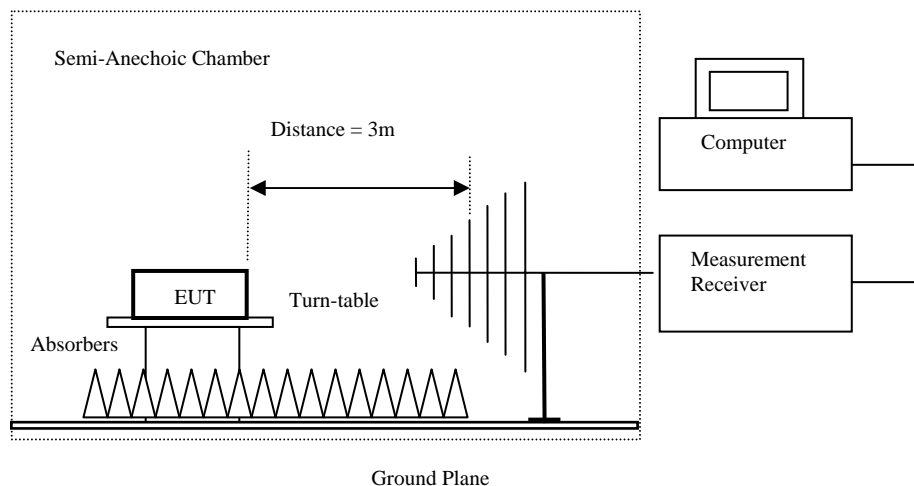 Semi-Anechoic Chamber
Distance = 3m
Computer
Measurement
Receiver
EUT
Turn-table
Absorbers
Ground Plane